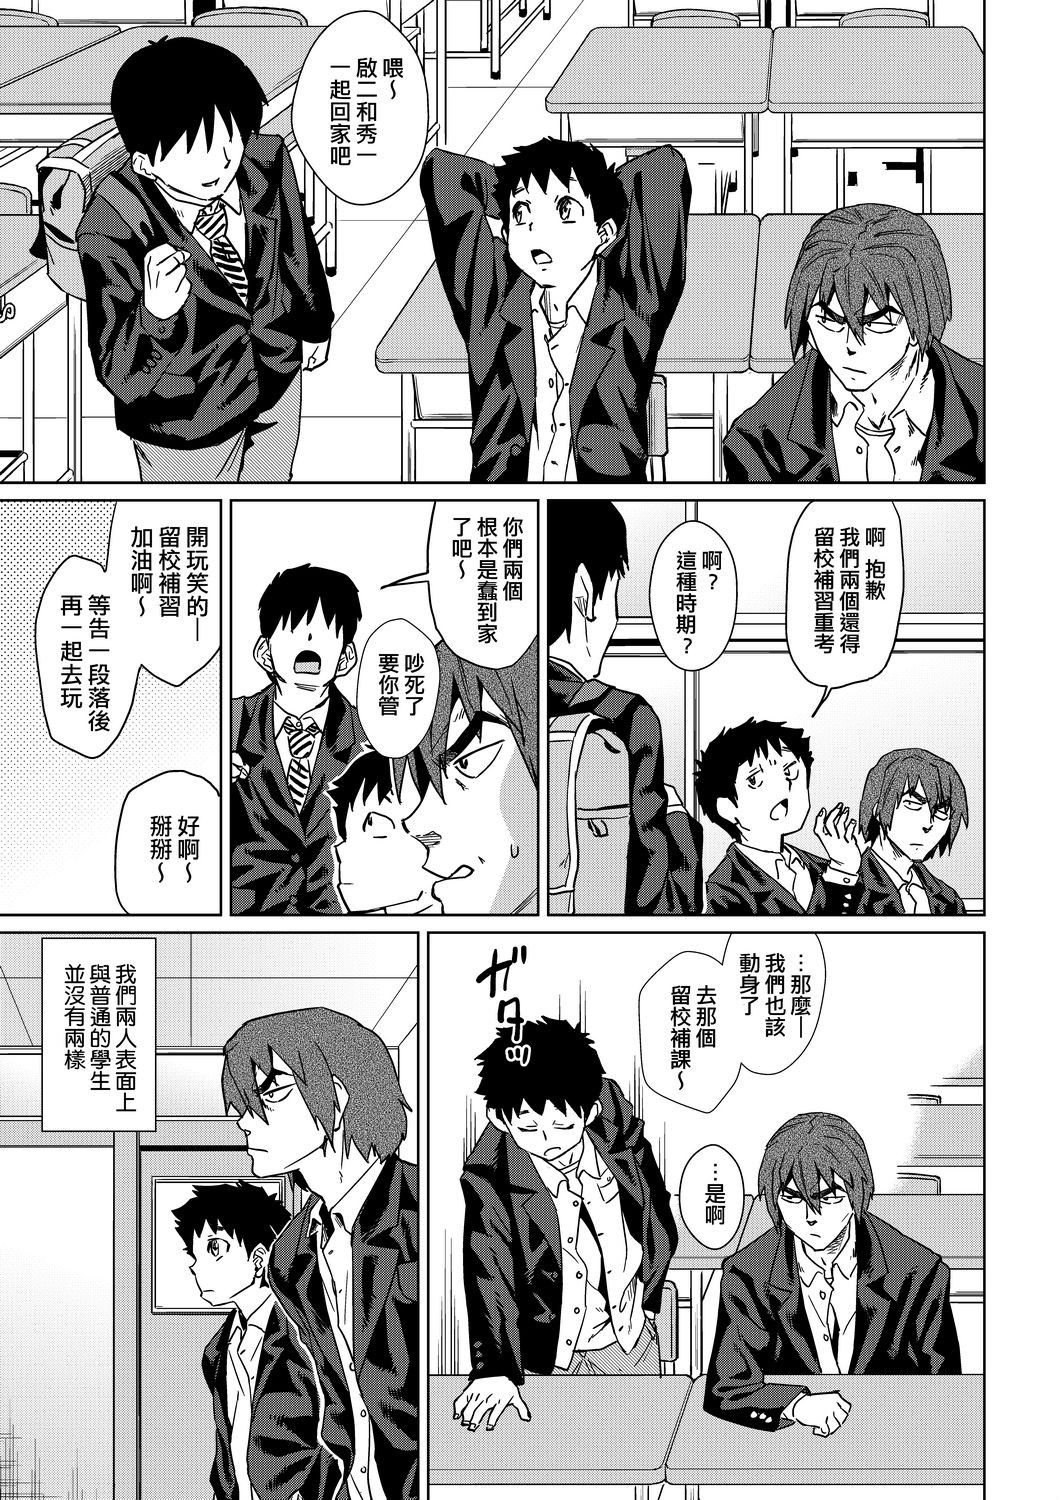 喂～
啟二和秀一
一起回家吧
啊 抱歉
我們兩個還得
留校補習重考
啊？
這種時期？
你們兩個
根本是蠢到家
了吧～
吵死了
要你管
開玩笑的—
留校補習
加油啊～
等告一段落後
再一起去玩
好啊～
掰掰～
…那麼—
我們也該
動身了
去那個
留校補課～
ガタッ
…是啊
我們兩人表面上
與普通的學生
並沒有兩樣